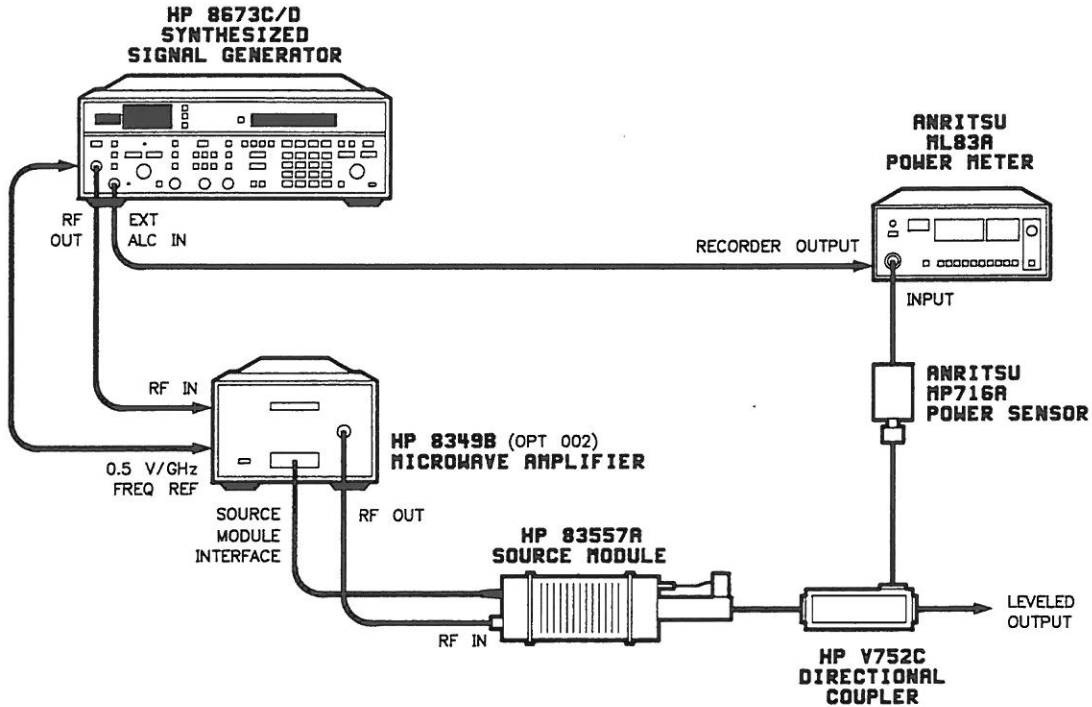 HP 8673C/D
SYNTHESIZED
SIGNAL GENERATOR
ANRITSU
ML83A
POWER METER
RF
OUT
EXT
ALC IN
RECORDER OUTPUT
INPUT
RF IN
ANRITSU
MP716A
POWER SENSOR
HP 8349B (OPT 002)
MICROWAVE AMPLIFIER
0.5 V/GHz
FREQ REF
SOURCE
MODULE
INTERFACE
RF OUT
HP 83557A
SOURCE MODULE
RF IN
LEVELED
OUTPUT
HP V752C
DIRECTIONAL
COUPLER